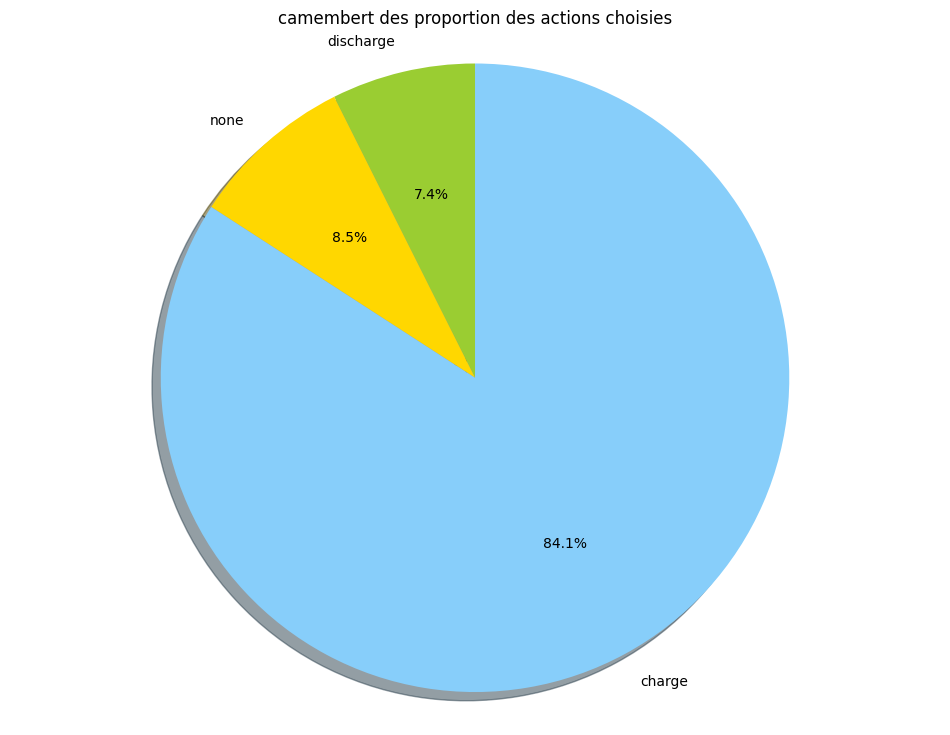 camembert des proportion des actions choisies
discharge
none
7.4%
8.5%
84.1%
charge